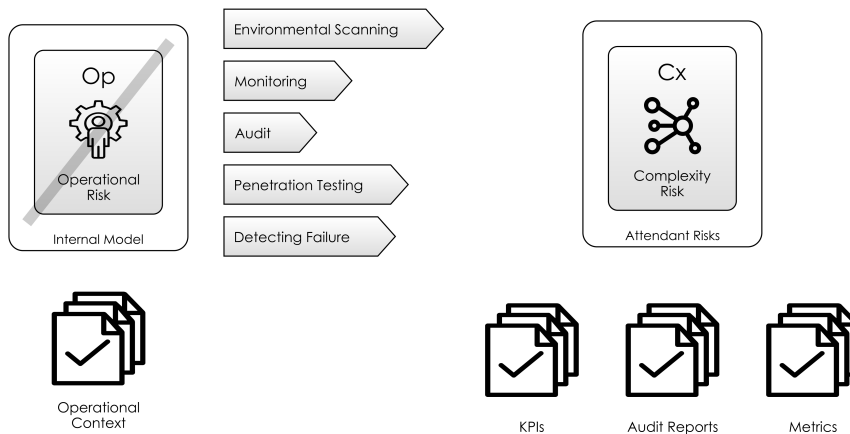 Op
Operational
Risk
Internal Model
Environmental Scanning
Monitoring
Audit
Penetration Testing
Detecting Failure
Cx
Complexity
Risk
Attendant Risks
Operational
Context
KPIs
Audit Reports
Metrics